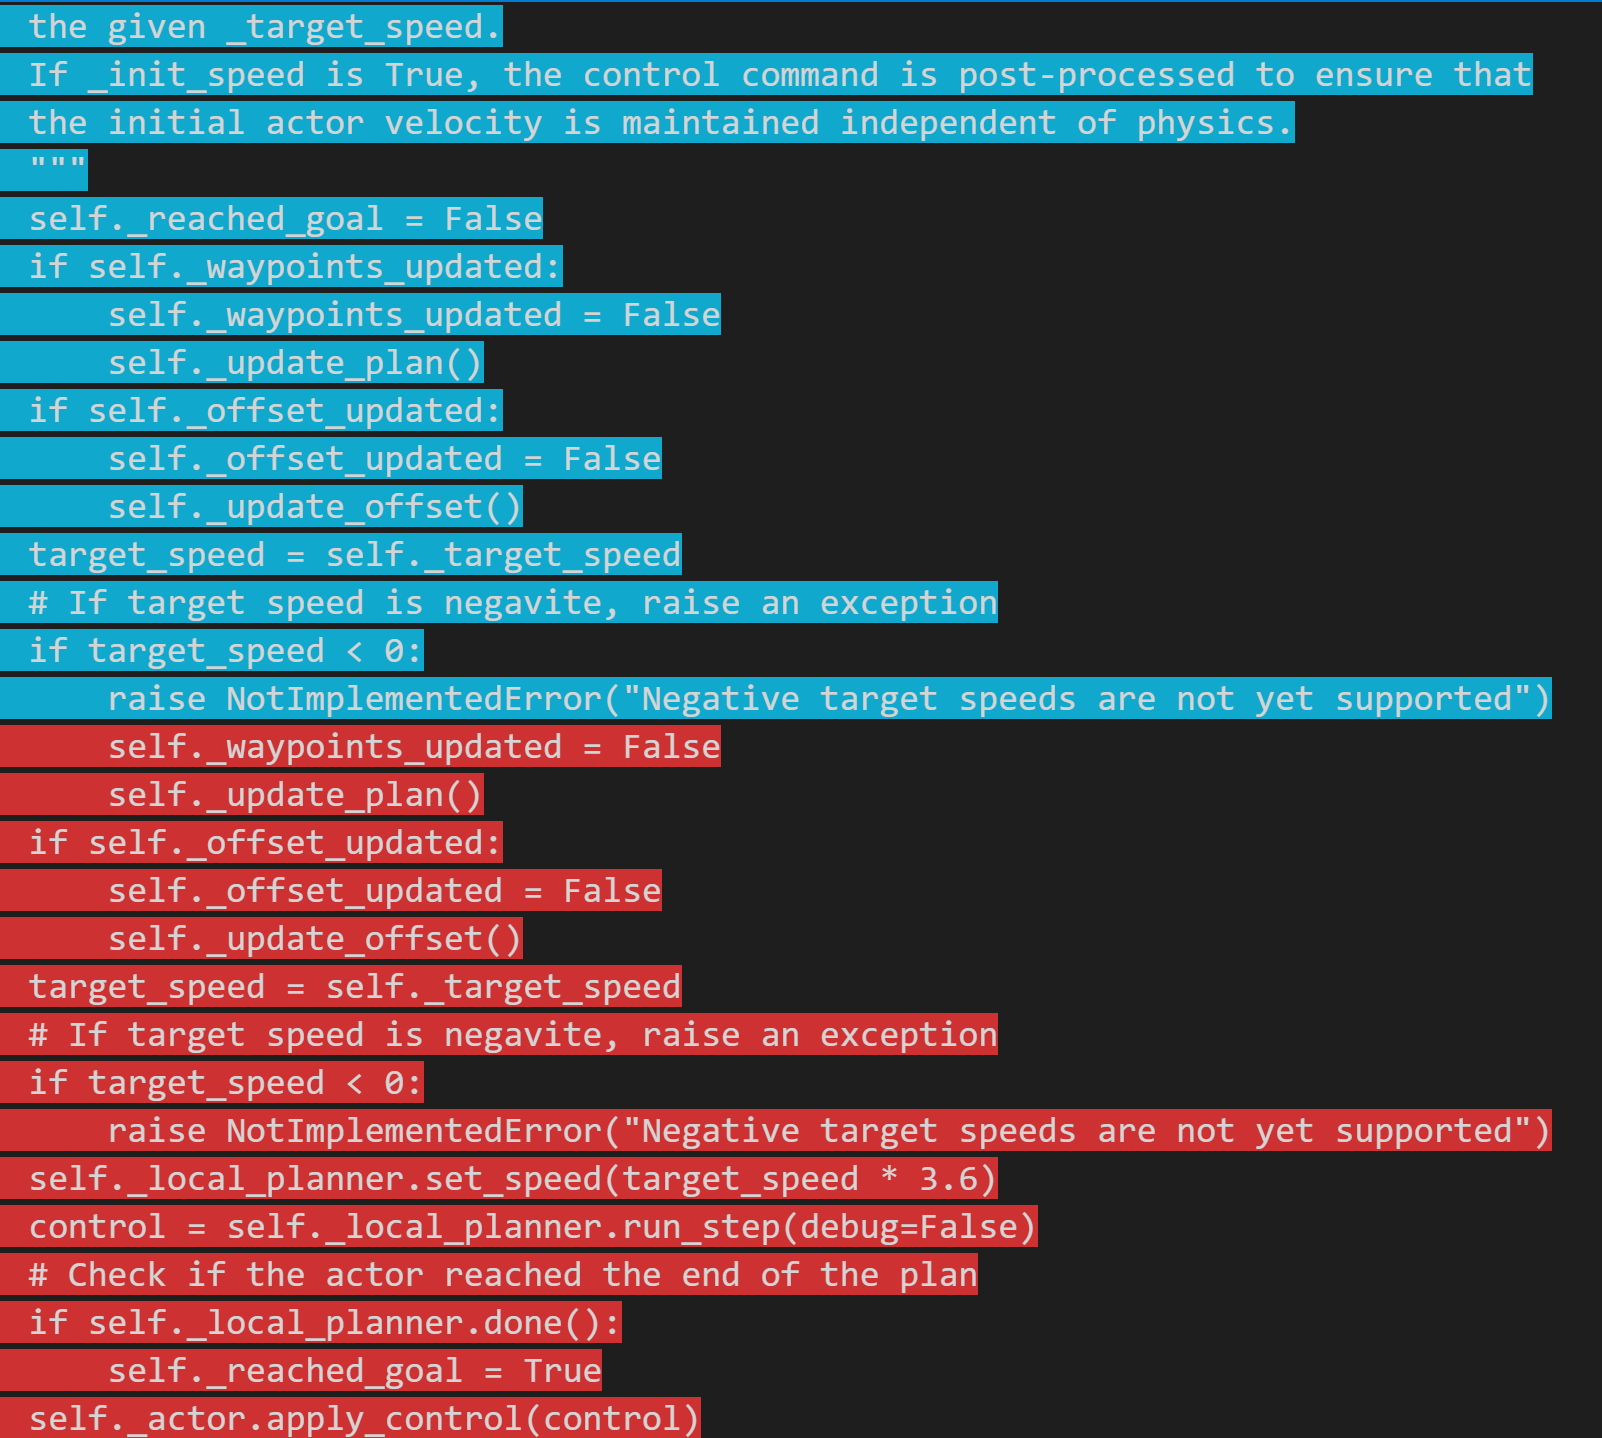 the given _target_speed.
If _init_speed is True, the control command is post-processed to ensure that
the initial actor velocity is maintained independent of physics.
"""
self._reached_goal = False
if self._waypoints_updated:
    self._waypoints_updated = False
    self._update_plan()
if self._offset_updated:
    self._offset_updated = False
    self._update_offset()
target_speed = self._target_speed
# If target speed is negavite, raise an exception
if target_speed < 0:
    raise NotImplementedError("Negative target speeds are not yet supported")
    self._waypoints_updated = False
    self._update_plan()
if self._offset_updated:
    self._offset_updated = False
    self._update_offset()
target_speed = self._target_speed
# If target speed is negavite, raise an exception
if target_speed < 0:
    raise NotImplementedError("Negative target speeds are not yet supported")
self._local_planner.set_speed(target_speed * 3.6)
control = self._local_planner.run_step(debug=False)
# Check if the actor reached the end of the plan
if self._local_planner.done():
    self._reached_goal = True
self._actor.apply_control(control)